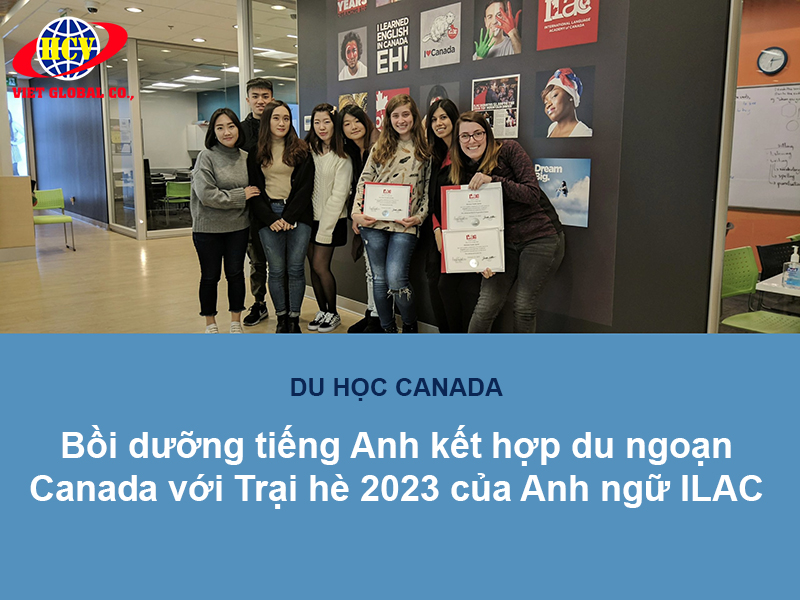 HCV
VIET GLOBAL CO.,
YEARS
I LEARNED
ENGLISH
IN CANADA
EH!
I Canada
ilac
INTERNATIONAL LANGUAGE
ACADEMY OF CANADA
Dream
Big.
DU HỌC CANADA
Bồi dưỡng tiếng Anh kết hợp du ngoạn
Canada với Trại hè 2023 của Anh ngữ ILAC